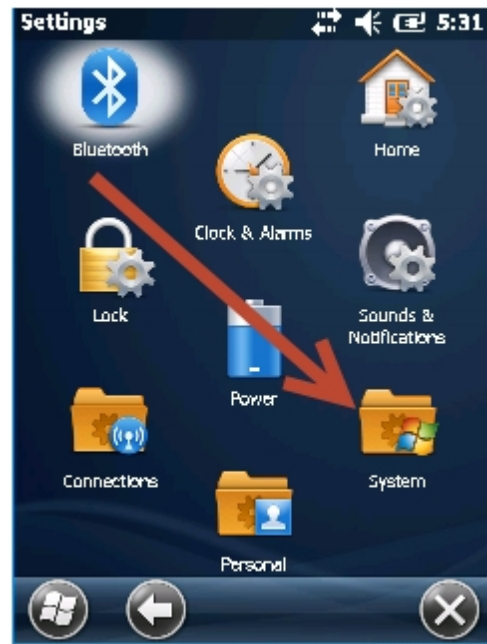 Settings 5:31
Bluetooth
Home
Clock & Alarms
Lock
Sounds &
Notifications
Power
Connections
System
Personal